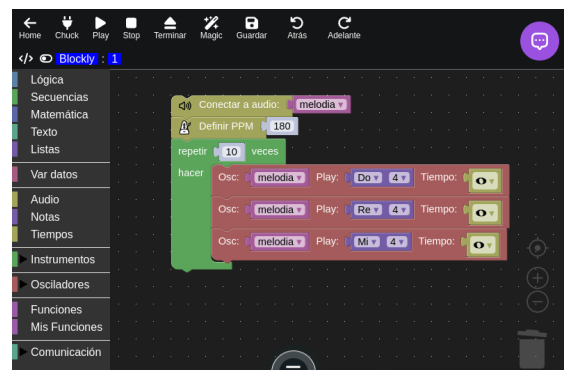 Home Chuck Play Stop Terminar Magic Guardar Atrás Adelante
</> Blockly : 1
Lógica
Secuencias
Matemática
Texto
Listas
Var datos
Audio
Notas
Tiempos
Instrumentos
Osciladores
Funciones
Mis Funciones
Comunicación
Conectar a audio: melodia
Definir PPM 180
repetir 10 veces
hacer Osc: melodia Play: Do 4 Tiempo:
Osc: melodia Play: Re 4 Tiempo:
Osc: melodia Play: Mi 4 Tiempo: